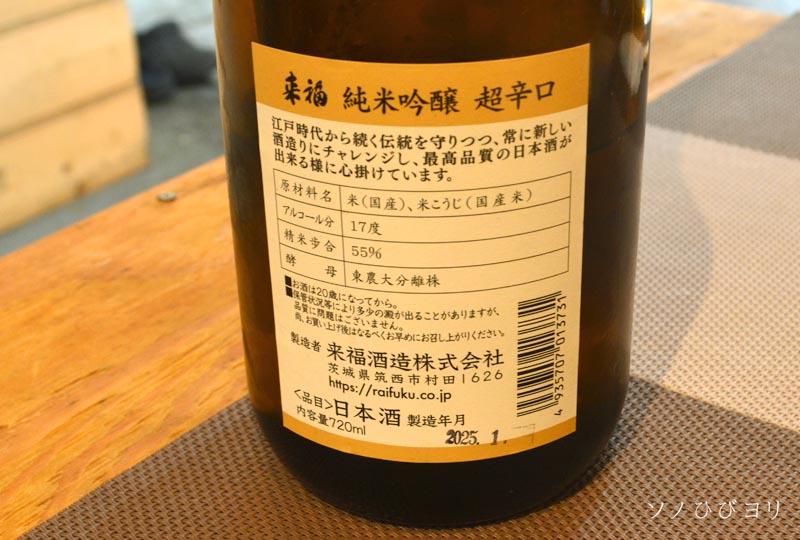 来福 純米吟醸 超辛口
江戸時代から続く伝統を守りつつ、常に新しい
酒造りにチャレンジし、最高品質の日本酒が
出来る様に心掛けています。
原材料名 米(国産)、米こうじ(国産米)
アルコール分 17度
精米歩合 55%
酵母 東農大分離株
■お酒は20歳になってから。
■保管状況等により多少の澱が出ることがありますが、
品質に問題はございません。
尚、お買い上げ後はなるべくお早めにお召し上がりください。
製造者 来福酒造株式会社
茨城県筑西市村田1626
https://raifuku.co.jp
<品目>日本酒 製造年月
内容量720ml
2025.1.
4935707013731
ソノひびヨリ